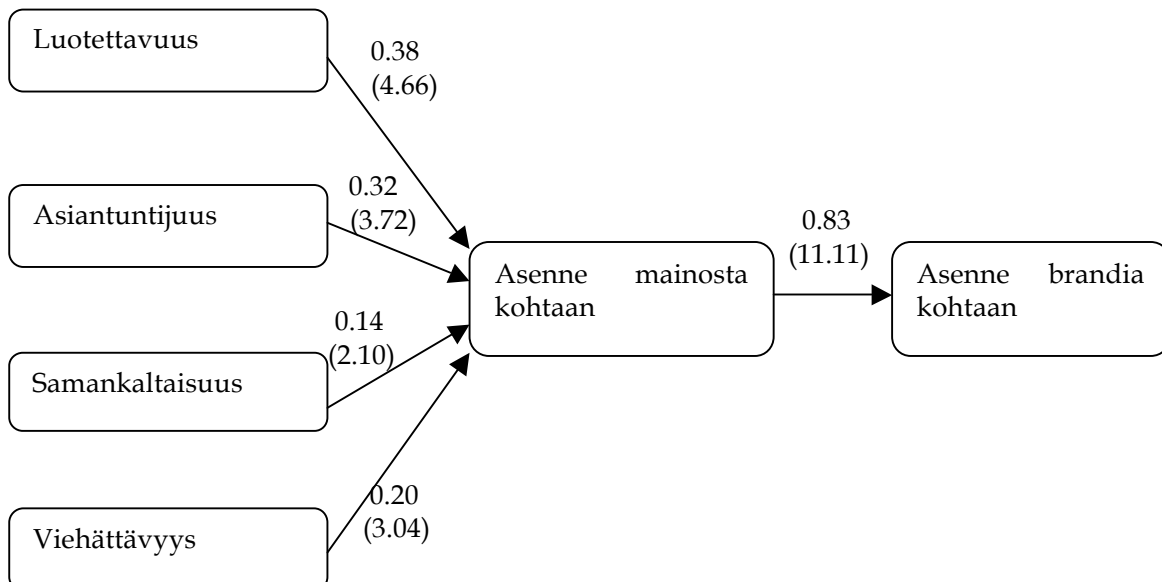 Luotettavuus
0.38
(4.66)
Asiantuntijuus
0.32
(3.72)
Samankaltaisuus
0.14
(2.10)
Viehättävyys
0.20
(3.04)
Asenne mainosta
kohtaan
0.83
(11.11)
Asenne brandia
kohtaan